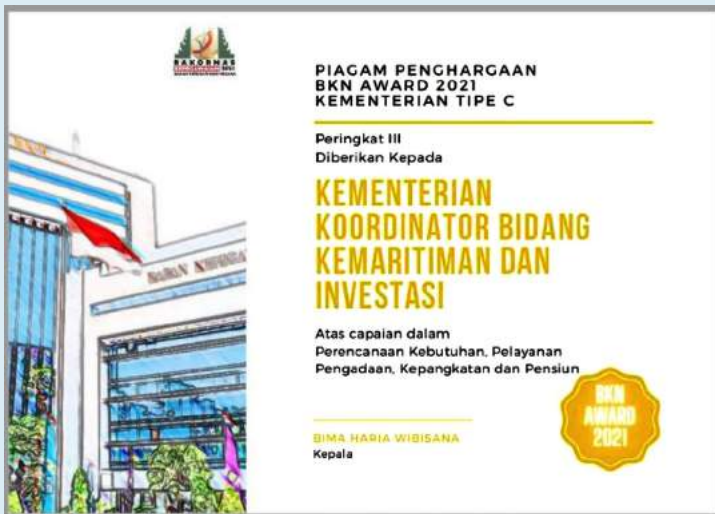 RAKORNAS
PIAGAM PENGHARGAAN
BKN AWARD 2021
KEMENTERIAN TIPE C
Peringkat III
Diberikan Kepada
KEMENTERIAN
KOORDINATOR BIDANG
KEMARITIMAN DAN
INVESTASI
Atas capaian dalam
Perencanaan Kebutuhan, Pelayanan
Pengadaan, Kepangkatan dan Pensiun
BKN
AWARD
2021
BIMA HARIA WIBISANA
Kepala